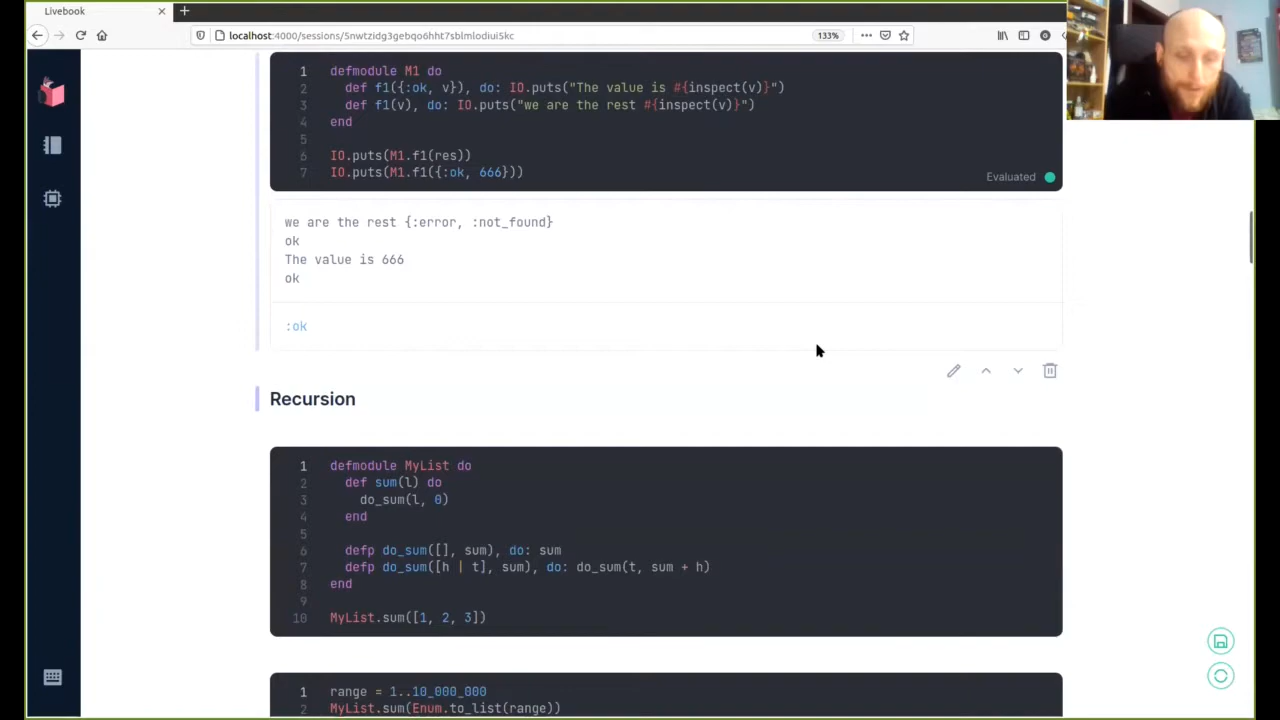 Livebook
localhost:4000/sessions/5nwtzidg3gebqo6hht7sblmlodiui5kc
133%
1 defmodule M1 do
2 def f1({:ok, v}), do: IO.puts("The value is #{inspect(v)}")
3 def f1(v), do: IO.puts("we are the rest #{inspect(v)}")
4 end
5
6 IO.puts(M1.f1(res))
7 IO.puts(M1.f1({:ok, 666}))
Evaluated
we are the rest {:error, :not_found}
ok
The value is 666
ok
:ok
Recursion
1 defmodule MyList do
2 def sum(l) do
3 do_sum(l, 0)
4 end
5
6 defp do_sum([], sum), do: sum
7 defp do_sum([h | t], sum), do: do_sum(t, sum + h)
8 end
9
10 MyList.sum([1, 2, 3])
1 range = 1..10_000_000
2 MyList.sum(Enum.to_list(range))